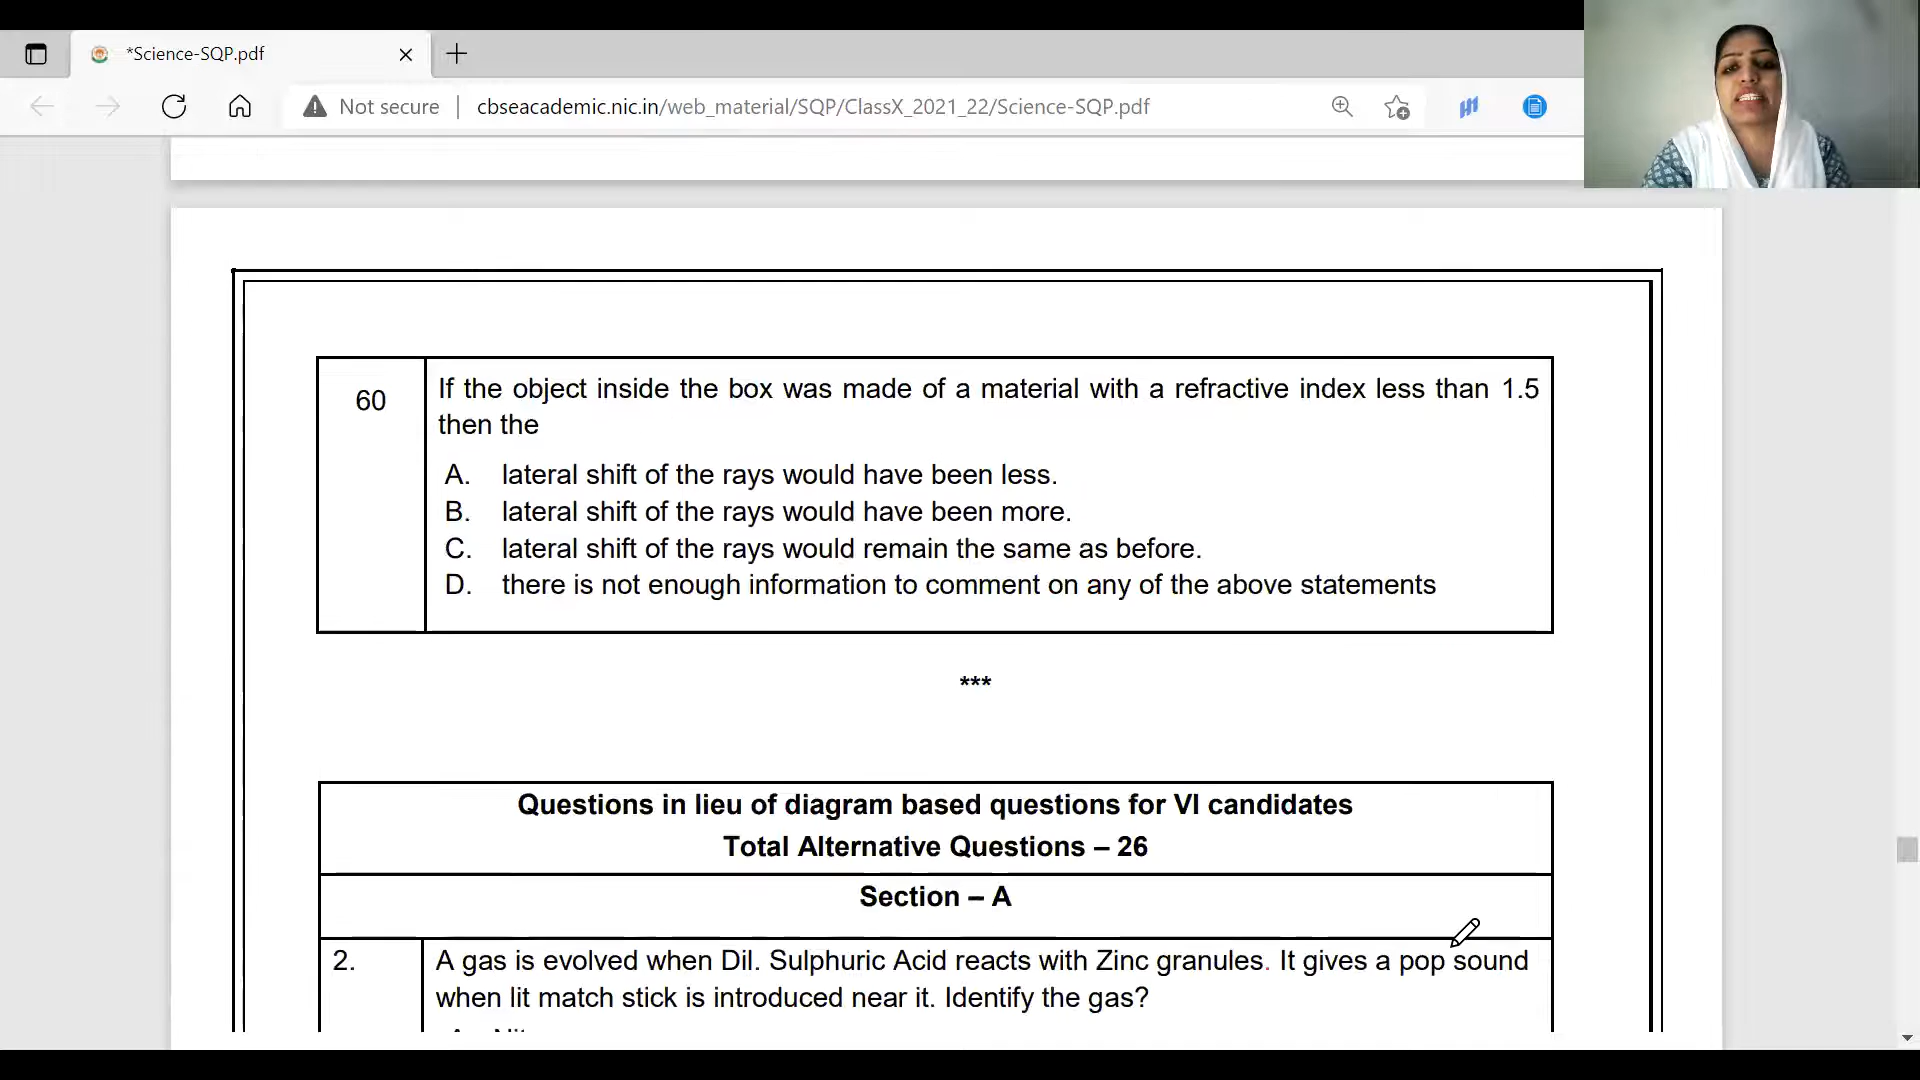 *Science-SQP.pdf
Not secure
cbseacademic.nic.in/web_material/SQP/ClassX_2021_22/Science-SQP.pdf
60
If the object inside the box was made of a material with a refractive index less than 1.5
then the
A. lateral shift of the rays would have been less.
B. lateral shift of the rays would have been more.
C. lateral shift of the rays would remain the same as before.
D. there is not enough information to comment on any of the above statements
***
Questions in lieu of diagram based questions for VI candidates
Total Alternative Questions – 26
Section – A
2. A gas is evolved when Dil. Sulphuric Acid reacts with Zinc granules. It gives a pop sound
when lit match stick is introduced near it. Identify the gas?